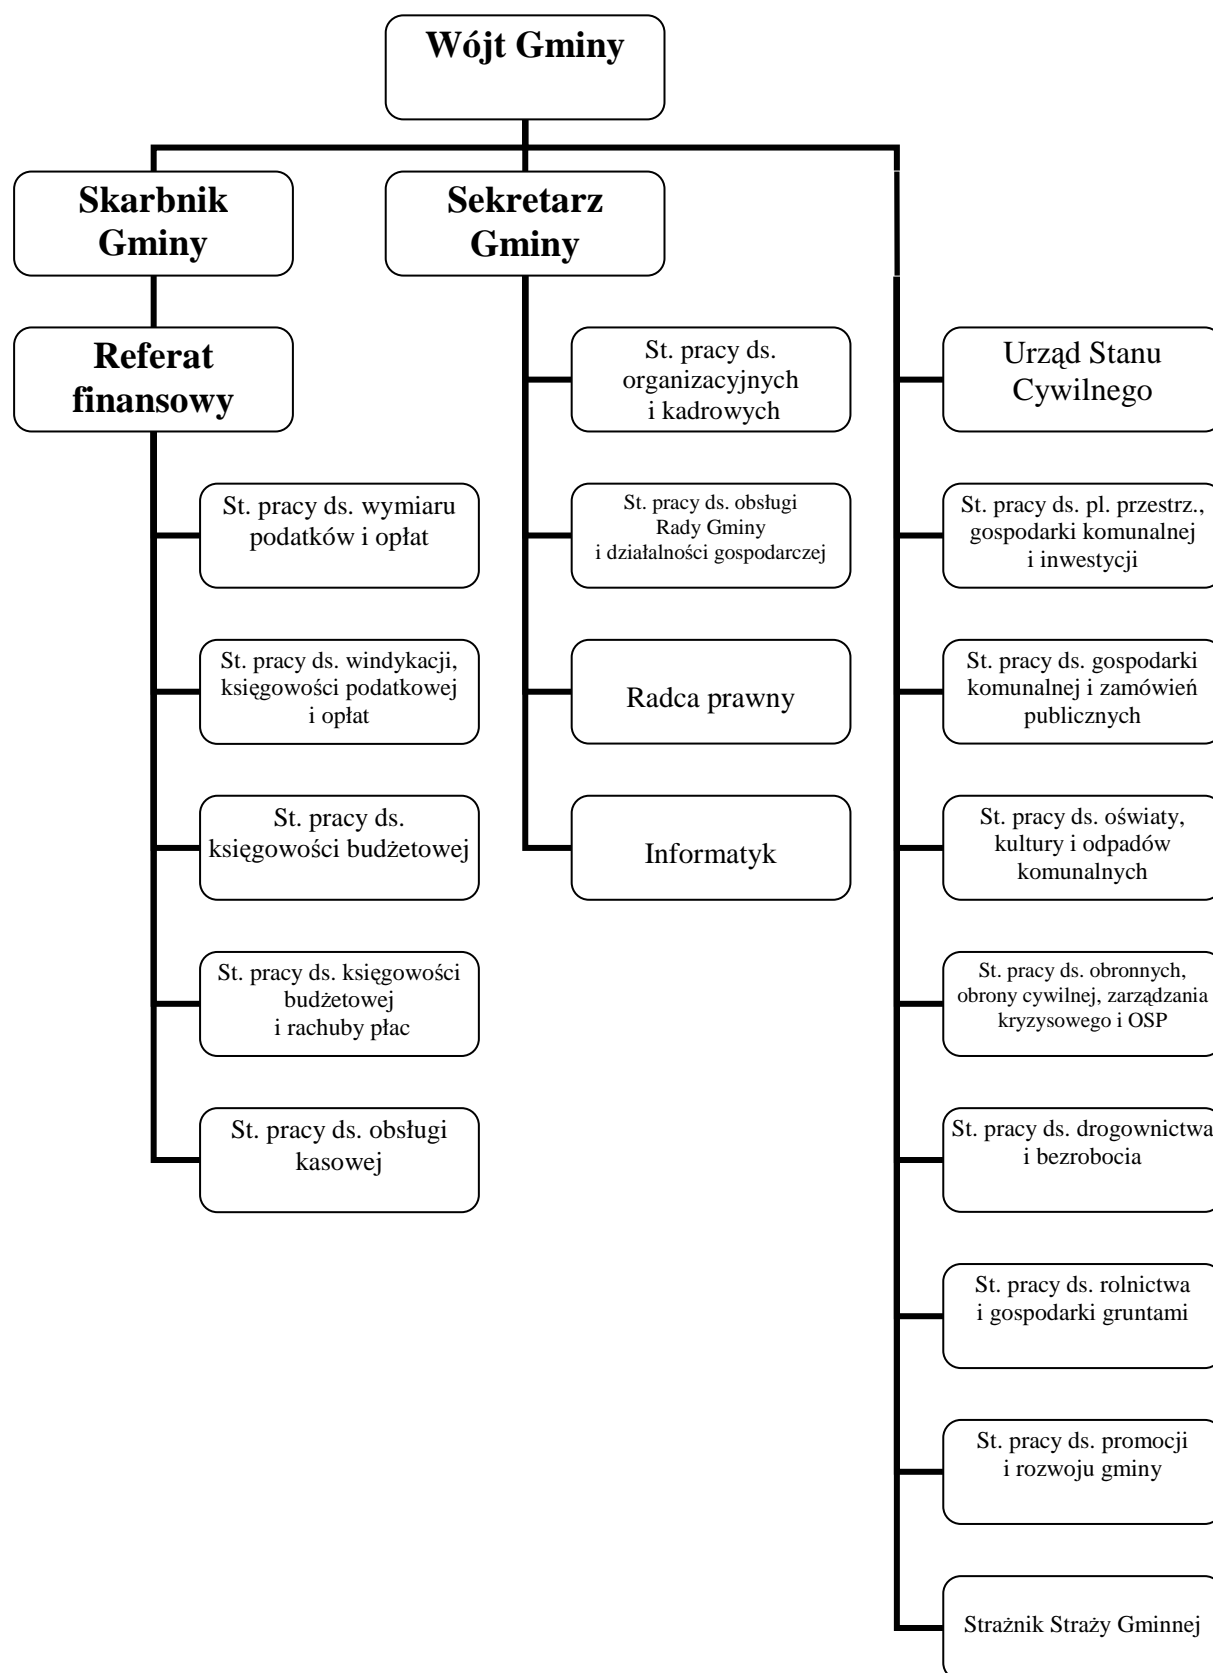 Wójt Gminy
Skarbnik
Gminy
Sekretarz
Gminy
Referat
finansowy
St. pracy ds. wymiaru
podatków i opłat
St. pracy ds. windykacji,
księgowości podatkowej
i opłat
St. pracy ds.
księgowości budżetowej
St. pracy ds. księgowości
budżetowej
i rachuby płac
St. pracy ds. obsługi
kasowej
St. pracy ds.
organizacyjnych
i kadrowych
St. pracy ds. obsługi
Rady Gminy
i działalności gospodarczej
Radca prawny
Informatyk
Urząd Stanu
Cywilnego
St. pracy ds. pl. przestrz.,
gospodarki komunalnej
i inwestycji
St. pracy ds. gospodarki
komunalnej i zamówień
publicznych
St. pracy ds. oświaty,
kultury i odpadów
komunalnych
St. pracy ds. obronnych,
obrony cywilnej, zarządzania
kryzysowego i OSP
St. pracy ds. drogownictwa
i bezrobocia
St. pracy ds. rolnictwa
i gospodarki gruntami
St. pracy ds. promocji
i rozwoju gminy
Strażnik Straży Gminnej